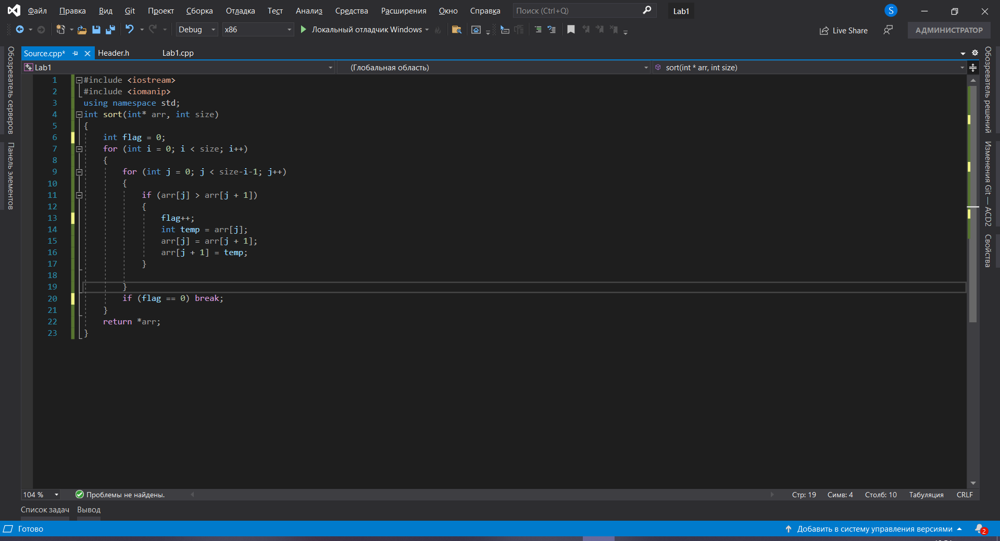 Файл Правка Вид Git Проект Сборка Отладка Тест Анализ Средства Расширения Окно Справка Поиск (Ctrl+Q) Lab1 S
Debug x86 Локальный отладчик Windows Live Share АДМИНИСТРАТОР
Обозреватель серверов
Панель элементов
Source.cpp* Header.h Lab1.cpp
Lab1 (Глобальная область) sort(int * arr, int size)
1 #include <iostream>
2 #include <iomanip>
3 using namespace std;
4 int sort(int* arr, int size)
5 {
6 int flag = 0;
7 for (int i = 0; i < size; i++)
8 {
9 for (int j = 0; j < size-i-1; j++)
10 {
11 if (arr[j] > arr[j + 1])
12 {
13 flag++;
14 int temp = arr[j];
15 arr[j] = arr[j + 1];
16 arr[j + 1] = temp;
17 }
18
19 }
20 if (flag == 0) break;
21 }
22 return *arr;
23 }
Обозреватель решений
Изменения Git — ACD2
Свойства
104 % Проблемы не найдены. Стр: 19 Симв: 4 Столб: 10 Табуляция CRLF
Список задач Вывод
Готово Добавить в систему управления версиями 2